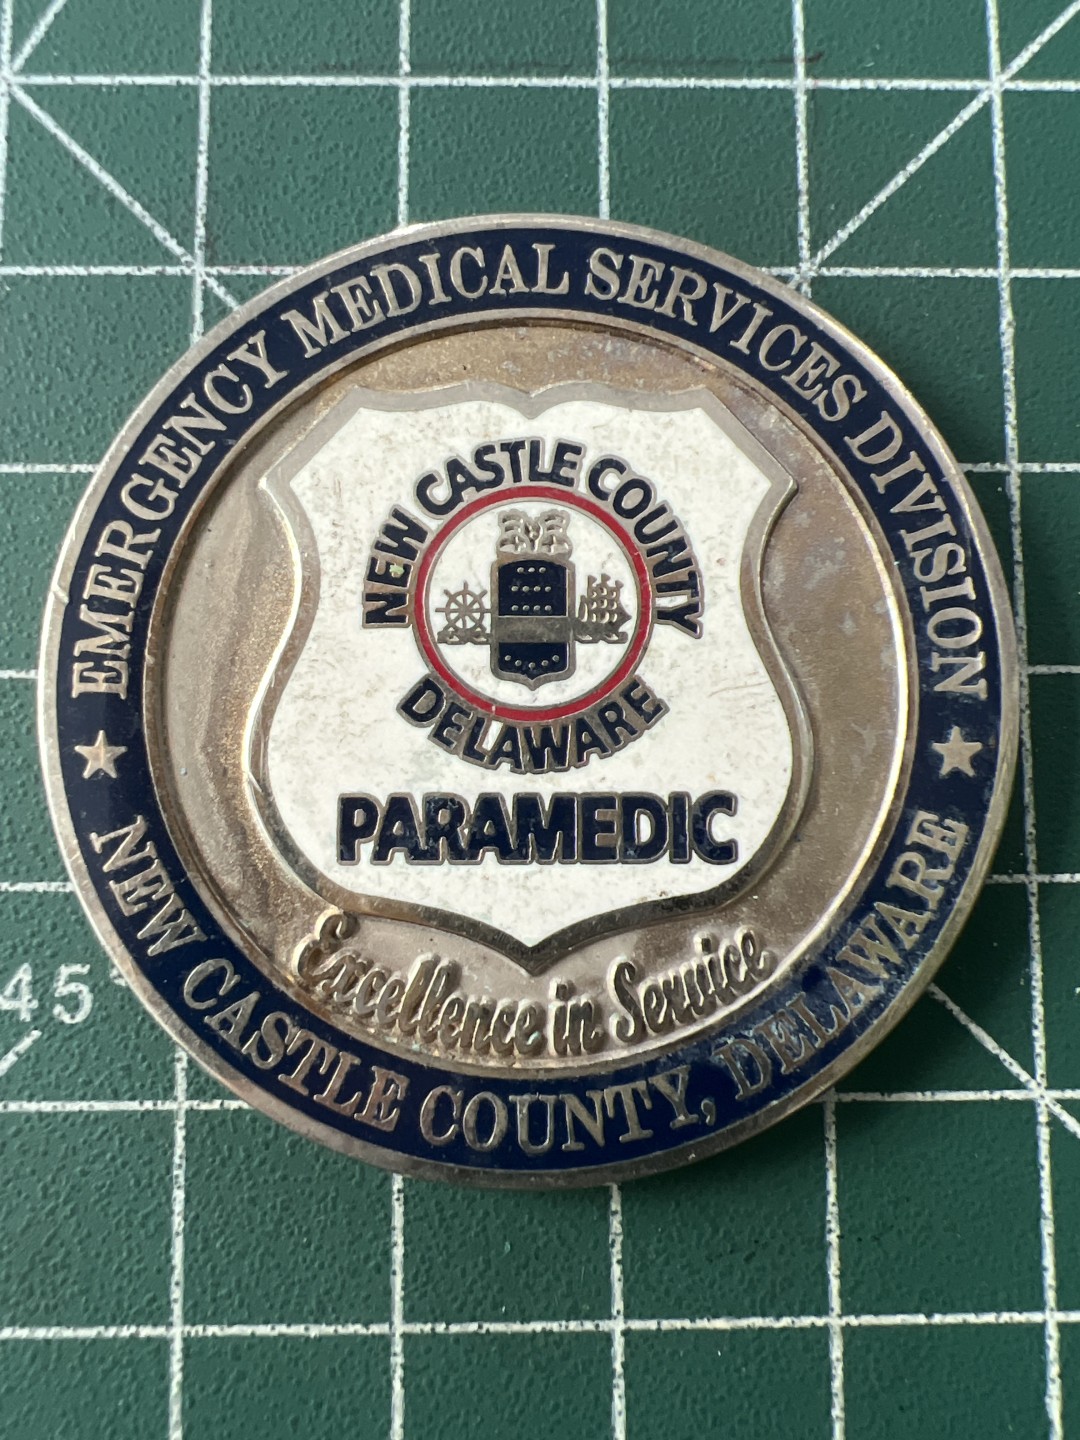 EMERGENCY MEDICAL SERVICES DIVISION
NEW CASTLE COUNTY
DELAWARE
PARAMEDIC
Excellence in Service
NEW CASTLE COUNTY, DELAWARE
45°